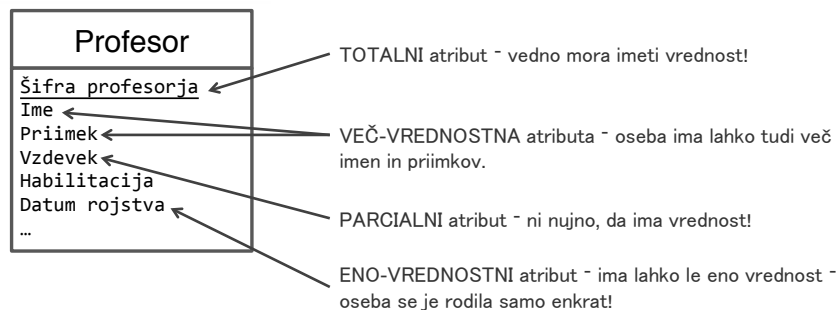 Profesor
Šifra profesorja
Ime
Priimek
Vzdevek
Habilitacija
Datum rojstva
…
TOTALNI atribut - vedno mora imeti vrednost!
VEČ-VREDNOSTNA atributa - oseba ima lahko tudi več
imen in priimkov.
PARCIALNI atribut - ni nujno, da ima vrednost!
ENO-VREDNOSTNI atribut - ima lahko le eno vrednost -
oseba se je rodila samo enkrat!